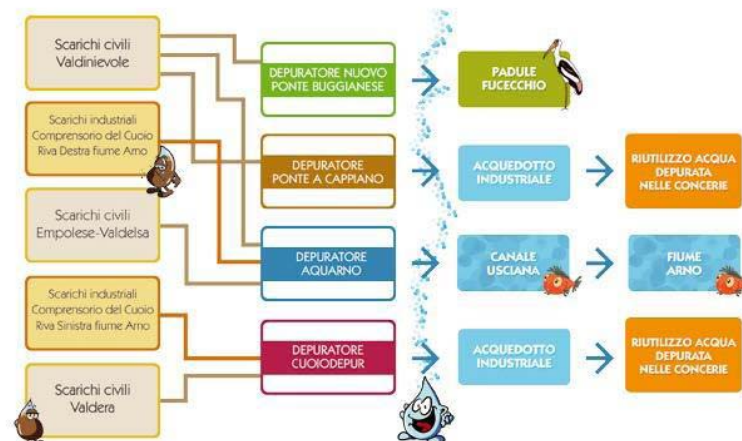 Scarichi civili
Valdinievole
Scarichi industriali
Comprensorio del Cuoio
Riva Destra fiume Arno
Scarichi civili
Empolese-Valdelsa
Scarichi industriali
Comprensorio del Cuoio
Riva Sinistra fiume Arno
Scarichi civili
Valdera
DEPURATORE NUOVO
PONTE BUGGIANESE
DEPURATORE
PONTE A CAPPIANO
DEPURATORE
AQUARNO
DEPURATORE
CUOIODEPUR
PADULE
FUCECCHIO
ACQUEDOTTO
INDUSTRIALE
CANALE
USCIANA
ACQUEDOTTO
INDUSTRIALE
RIUTILIZZO ACQUA
DEPURATA
NELLE CONCERIE
FIUME
ARNO
RIUTILIZZO ACQUA
DEPURATA
NELLE CONCERIE